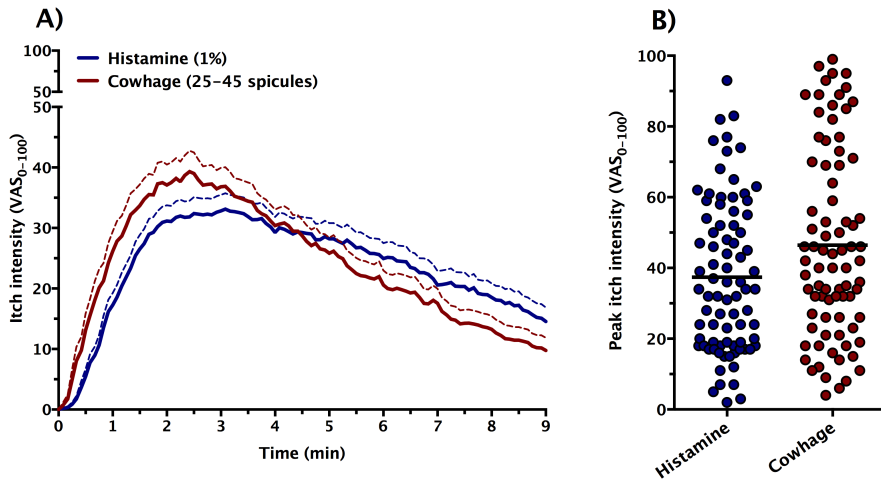 A)
Histamine (1%)
Cowhage (25–45 spicules)
100
50
50
40
30
20
10
0
Itch intensity (VAS0–100)
0 1 2 3 4 5 6 7 8 9
Time (min)
B)
100
80
60
40
20
0
Peak itch intensity (VAS0–100)
Histamine
Cowhage